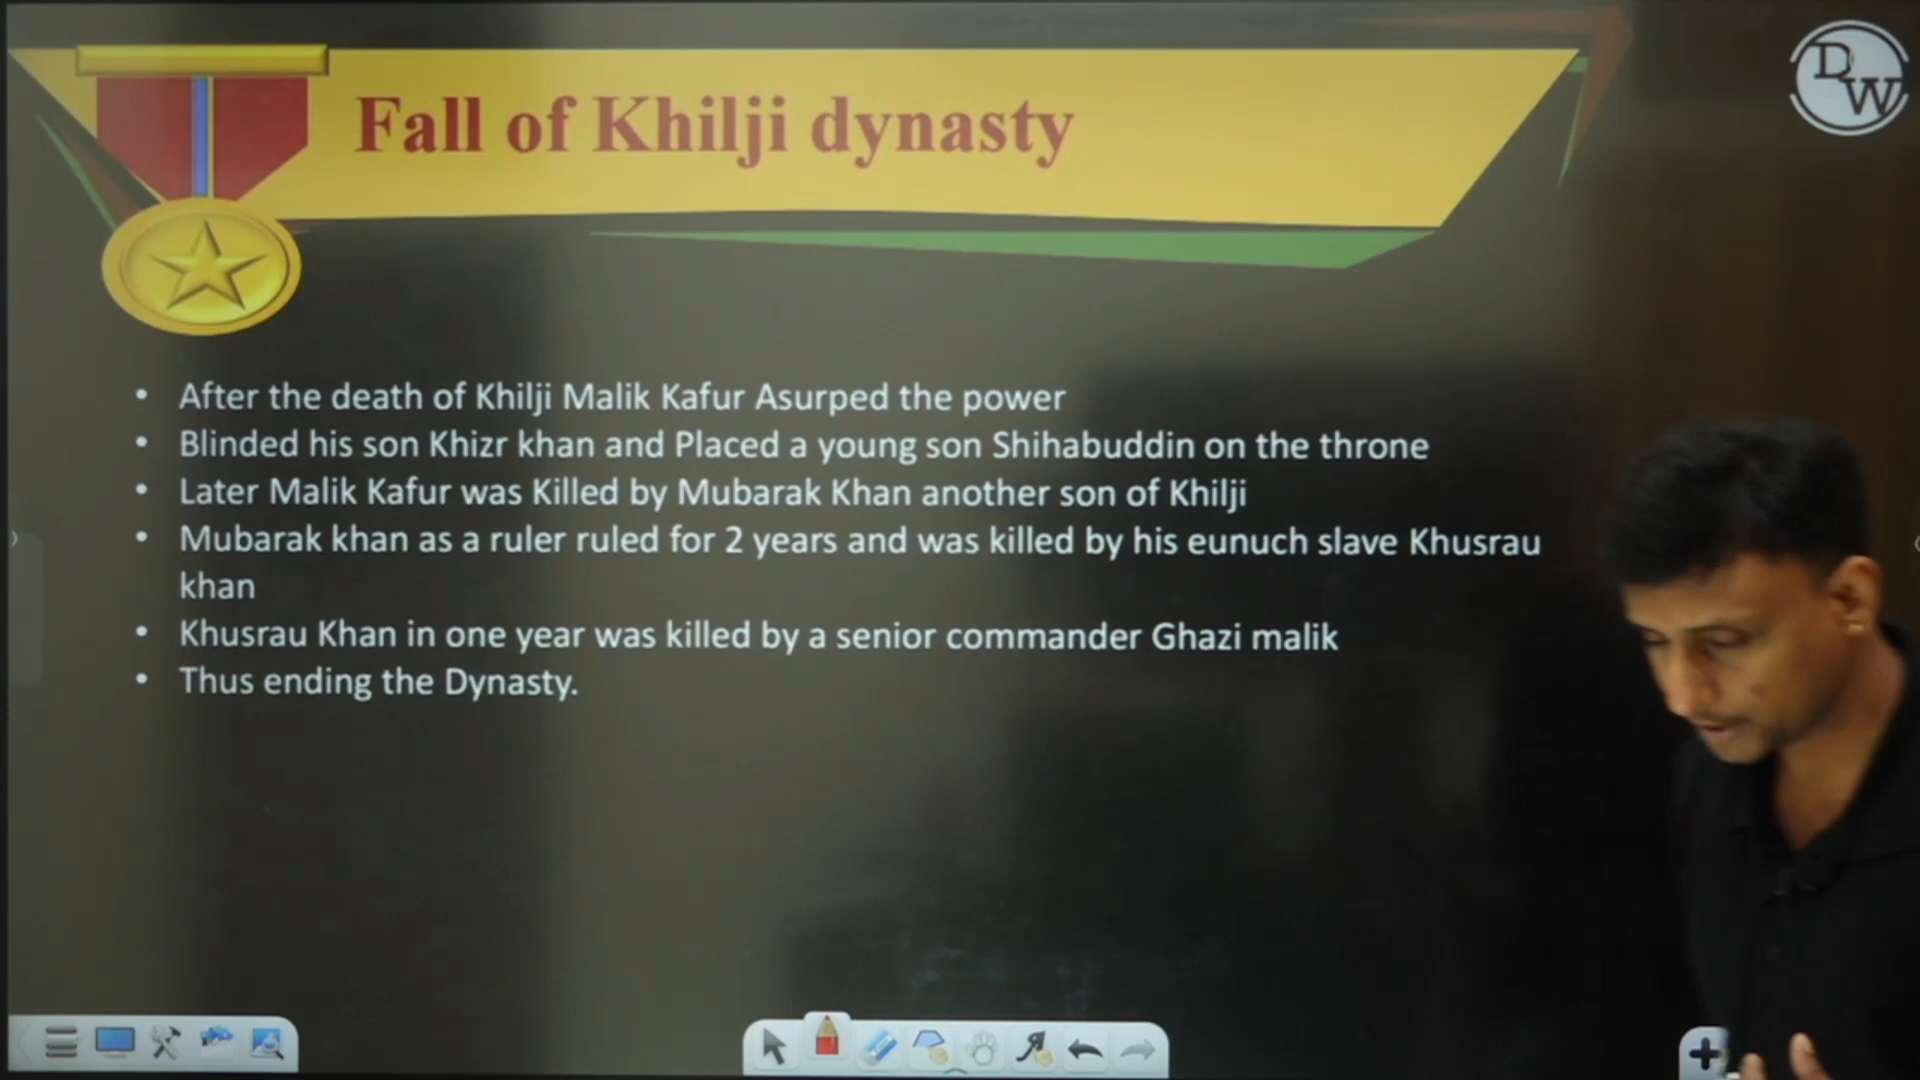 Fall of Khilji dynasty
DW
• After the death of Khilji Malik Kafur Asurped the power
• Blinded his son Khizr khan and Placed a young son Shihabuddin on the throne
• Later Malik Kafur was Killed by Mubarak Khan another son of Khilji
• Mubarak khan as a ruler ruled for 2 years and was killed by his eunuch slave Khusrau
khan
• Khusrau Khan in one year was killed by a senior commander Ghazi malik
• Thus ending the Dynasty.